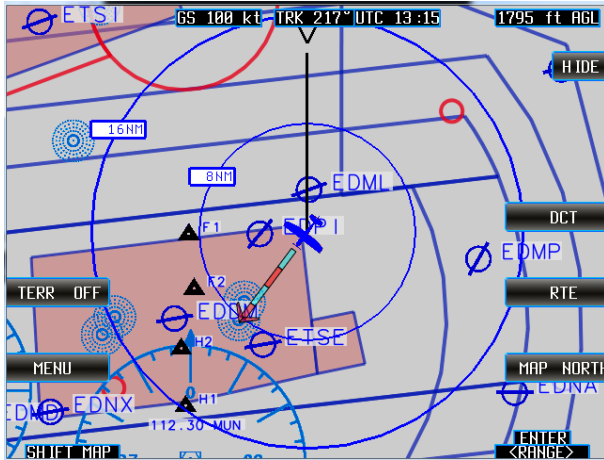 ETSI
GS 100 kt
TRK 217°
UTC 13:15
1795 ft AGL
HIDE
16NM
8NM
EDML
DCT
F1
EDPI
EDMP
TERR OFF
F2
RTE
EDDM
ETSE
H2
MENU
MAP NORTH
0
EDNA
EDNX
H1
112.30 MUN
SHIFT MAP
ENTER
<RANGE>